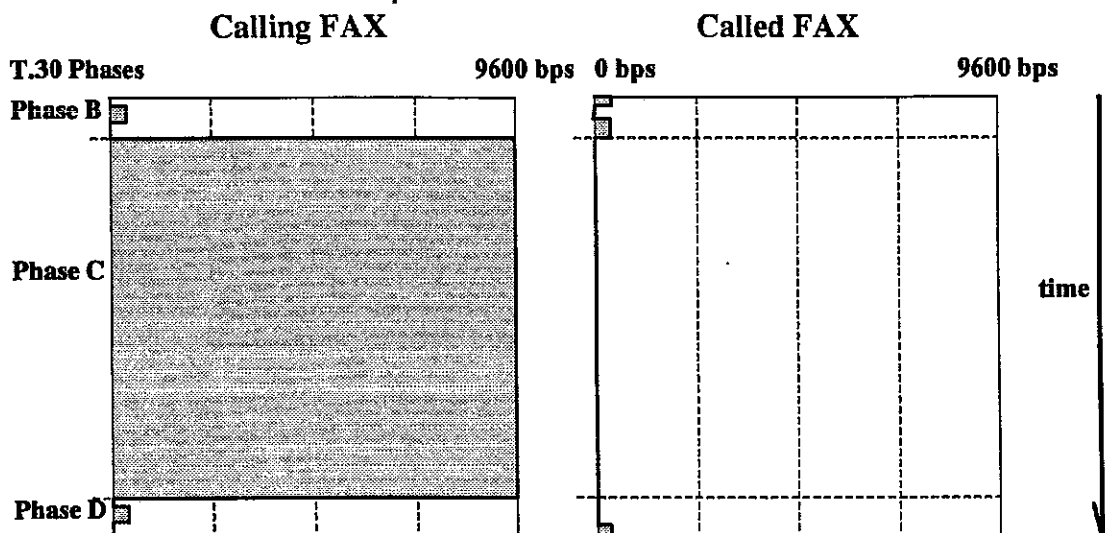 Calling FAX Called FAX
T.30 Phases 9600 bps 0 bps 9600 bps
Phase B
Phase C
time
Phase D